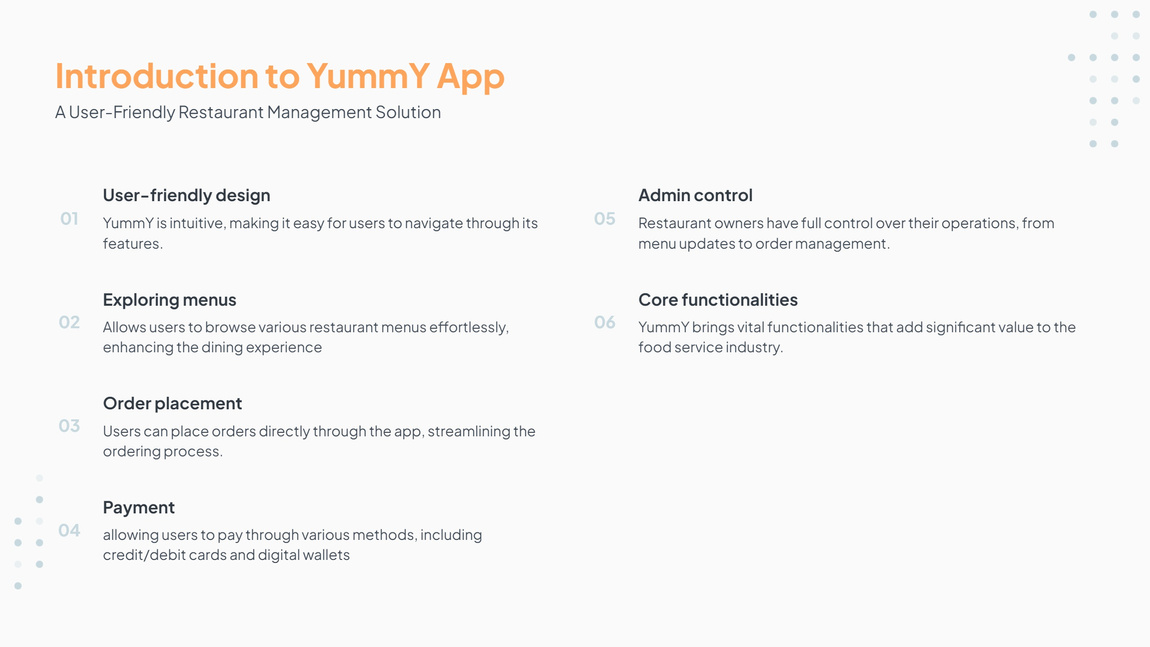 Introduction to YummY App
A User-Friendly Restaurant Management Solution
01
User-friendly design
YummY is intuitive, making it easy for users to navigate through its
features.
02
Exploring menus
Allows users to browse various restaurant menus effortlessly,
enhancing the dining experience
03
Order placement
Users can place orders directly through the app, streamlining the
ordering process.
04
Payment
allowing users to pay through various methods, including
credit/debit cards and digital wallets
05
Admin control
Restaurant owners have full control over their operations, from
menu updates to order management.
06
Core functionalities
YummY brings vital functionalities that add significant value to the
food service industry.